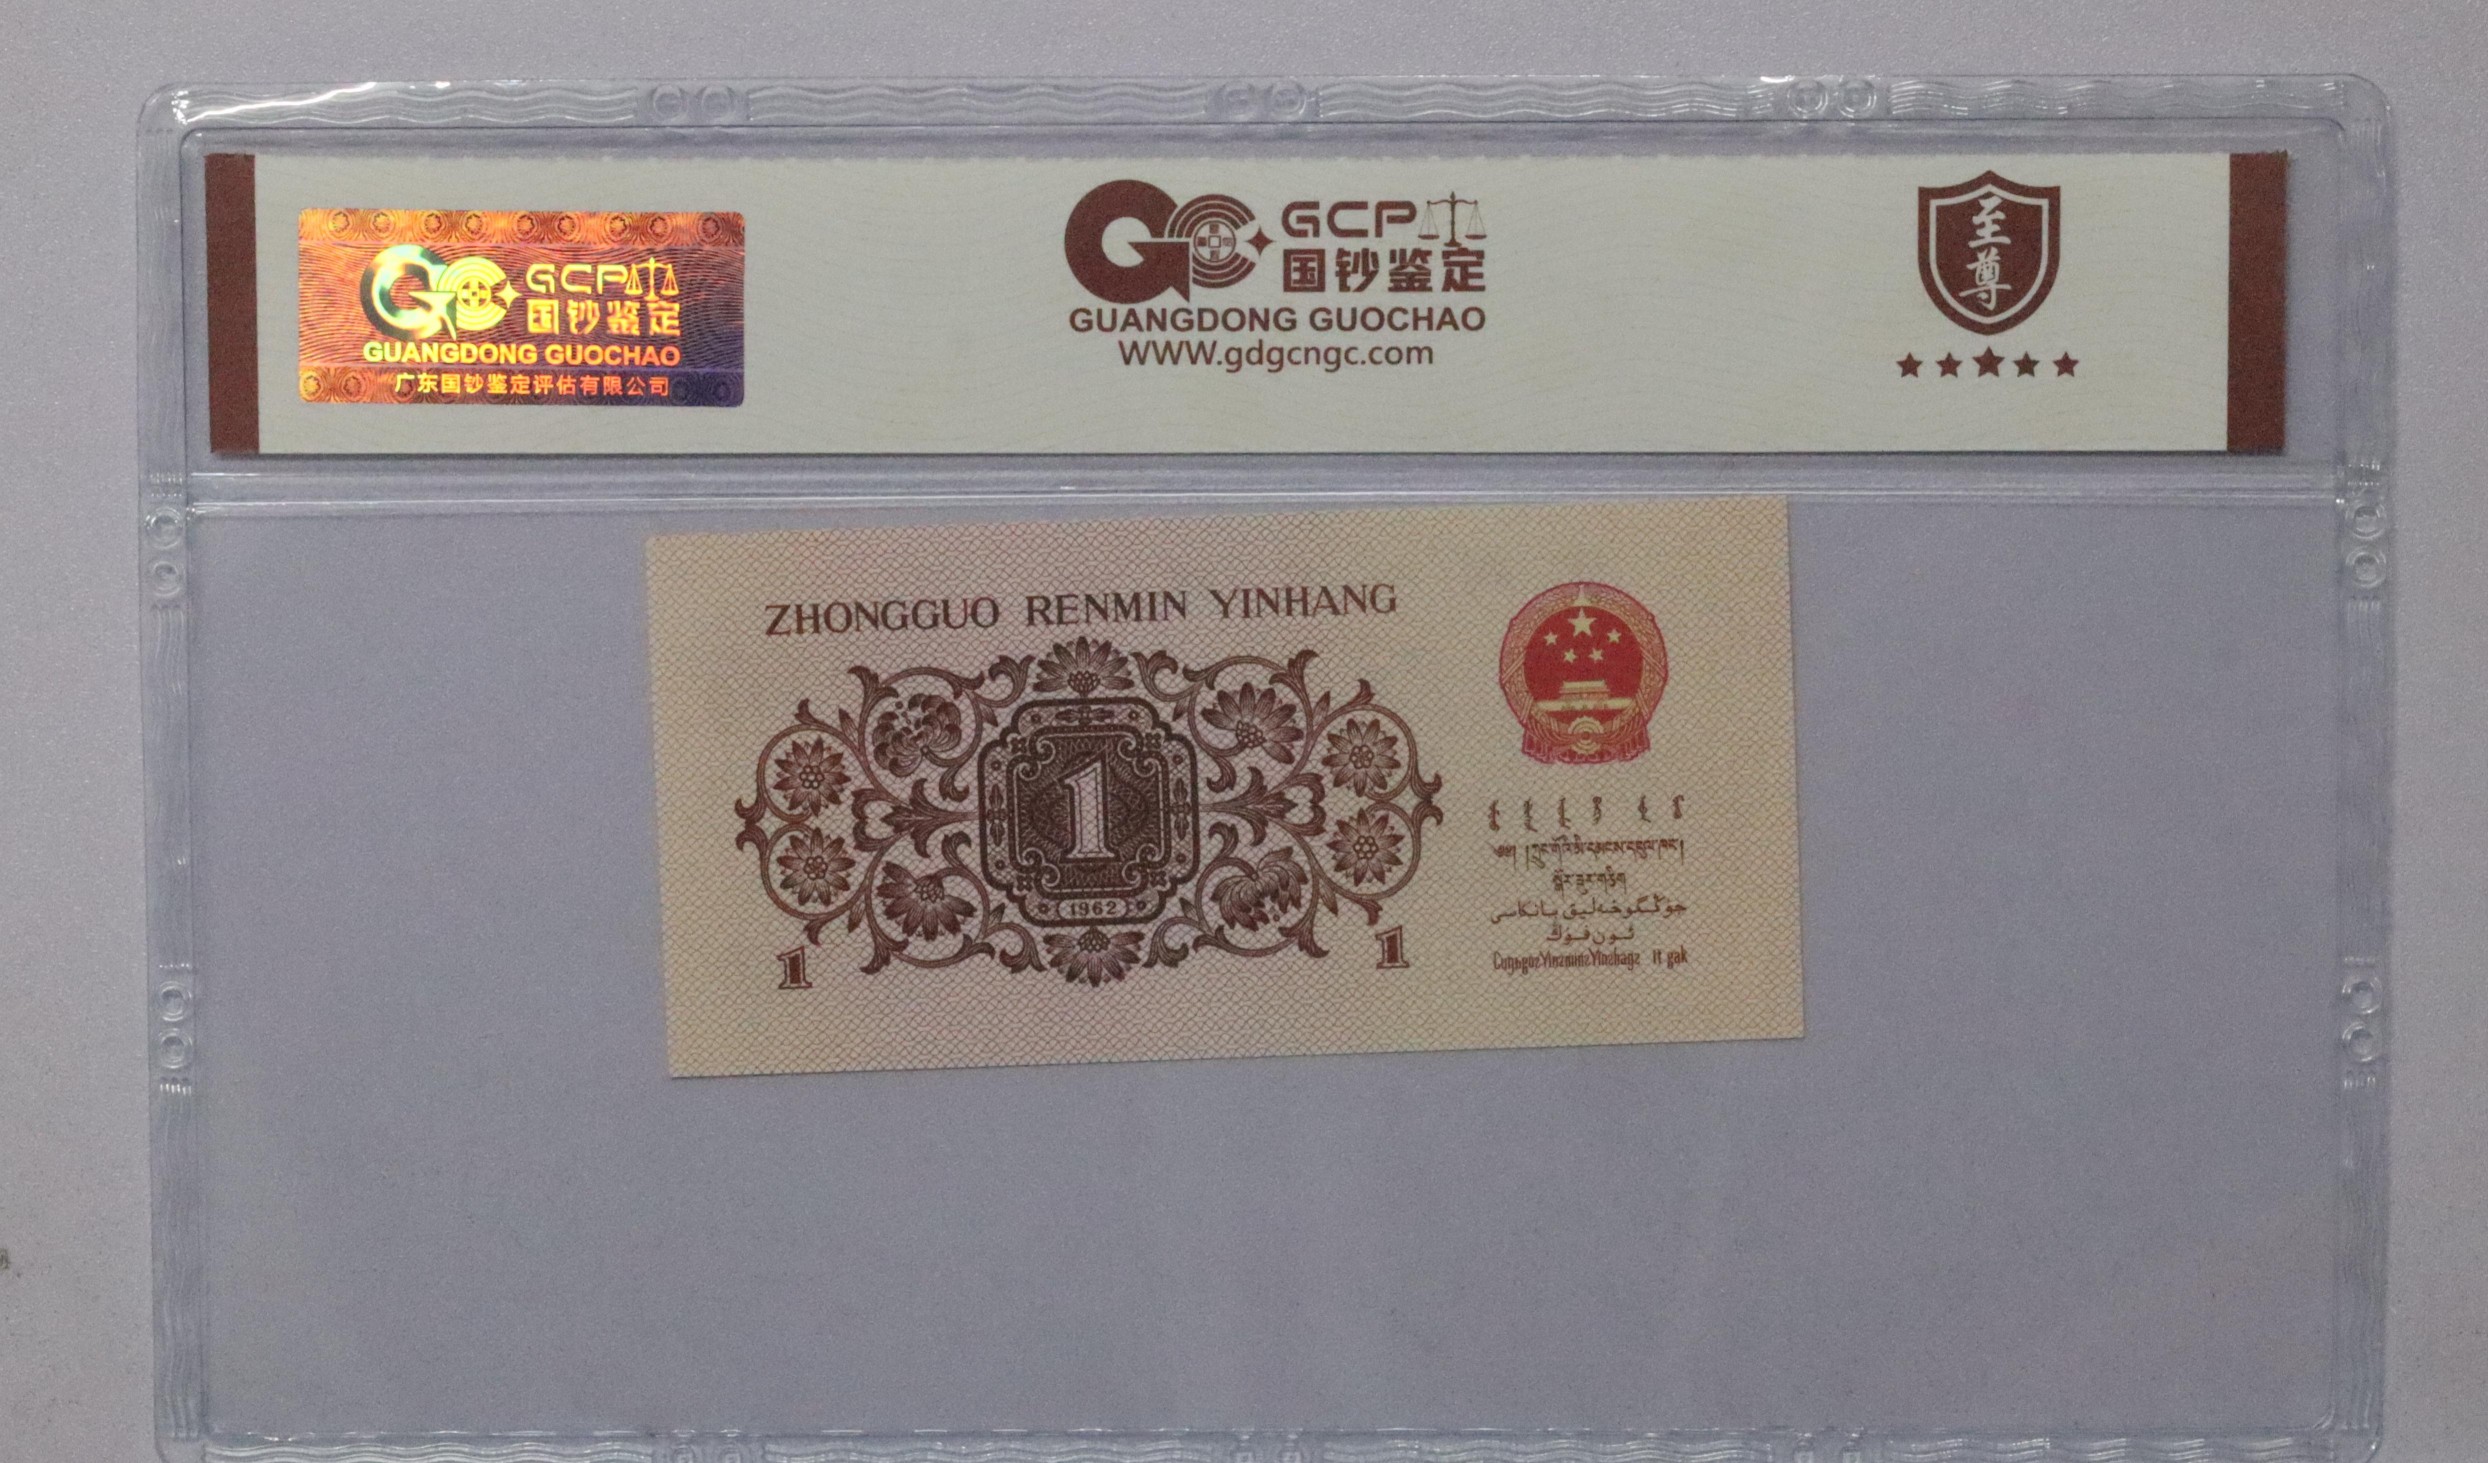 GCP
国钞鉴定
GUANGDONG GUOCHAO
广东国钞鉴定评估有限公司
GCP
国钞鉴定
GUANGDONG GUOCHAO
WWW.gdgcngc.com
至尊
ZHONGGUO RENMIN YINHANG
1
1962
1
1
جۇڭگوخەلىق بانكاسى